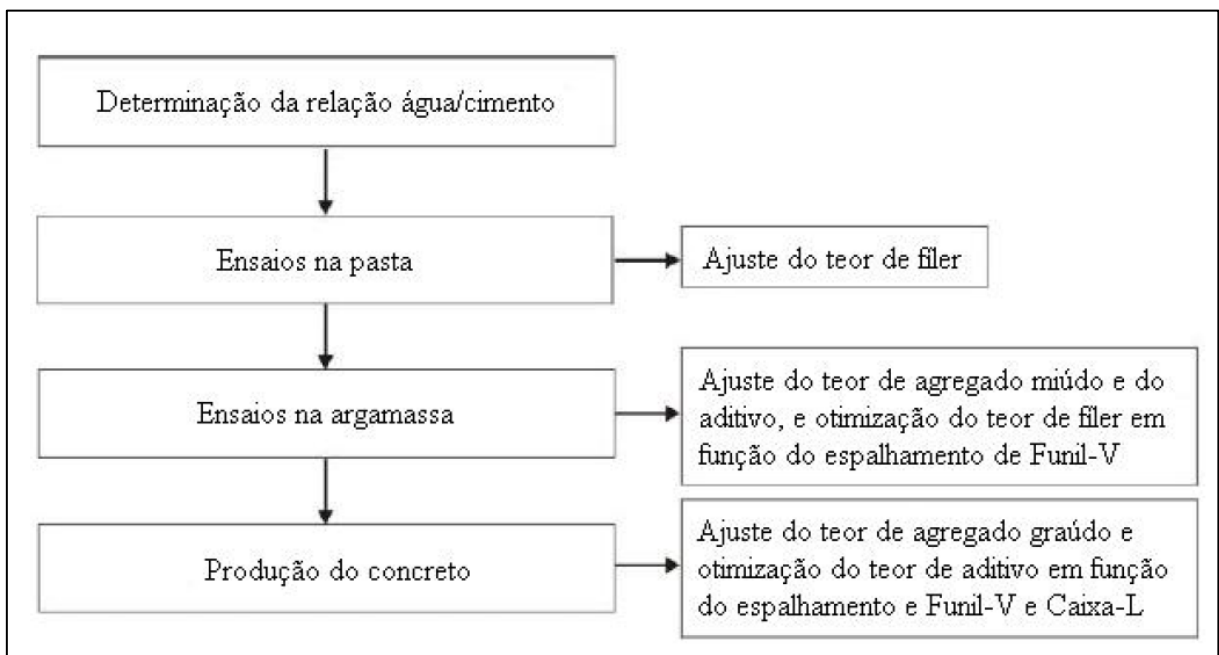 Determinação da relação água/cimento
Ensaios na pasta
Ajuste do teor de fíler
Ensaios na argamassa
Ajuste do teor de agregado miúdo e do
aditivo, e otimização do teor de fíler em
função do espalhamento de Funil-V
Produção do concreto
Ajuste do teor de agregado graúdo e
otimização do teor de aditivo em função
do espalhamento e Funil-V e Caixa-L